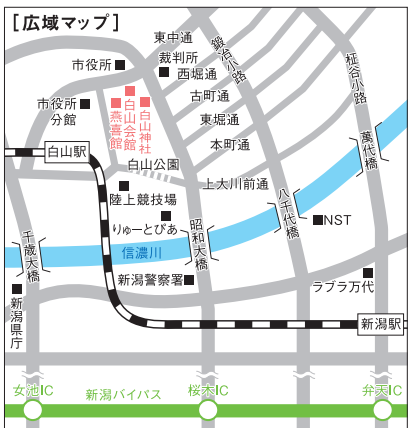 ［広域マップ］
東中通
鍛冶小路
市役所
裁判所
西堀通
柾谷小路
古町通
市役所
分館
燕喜館
白山会館
白山神社
東堀通
本町通
萬代橋
白山駅
白山公園
上大川前通
陸上競技場
八千代橋
りゅーとぴあ
昭和大橋
NST
千歳大橋
信濃川
新潟警察署
ラブラ万代
新潟県庁
新潟駅
女池IC
新潟バイパス
桜木IC
弁天IC